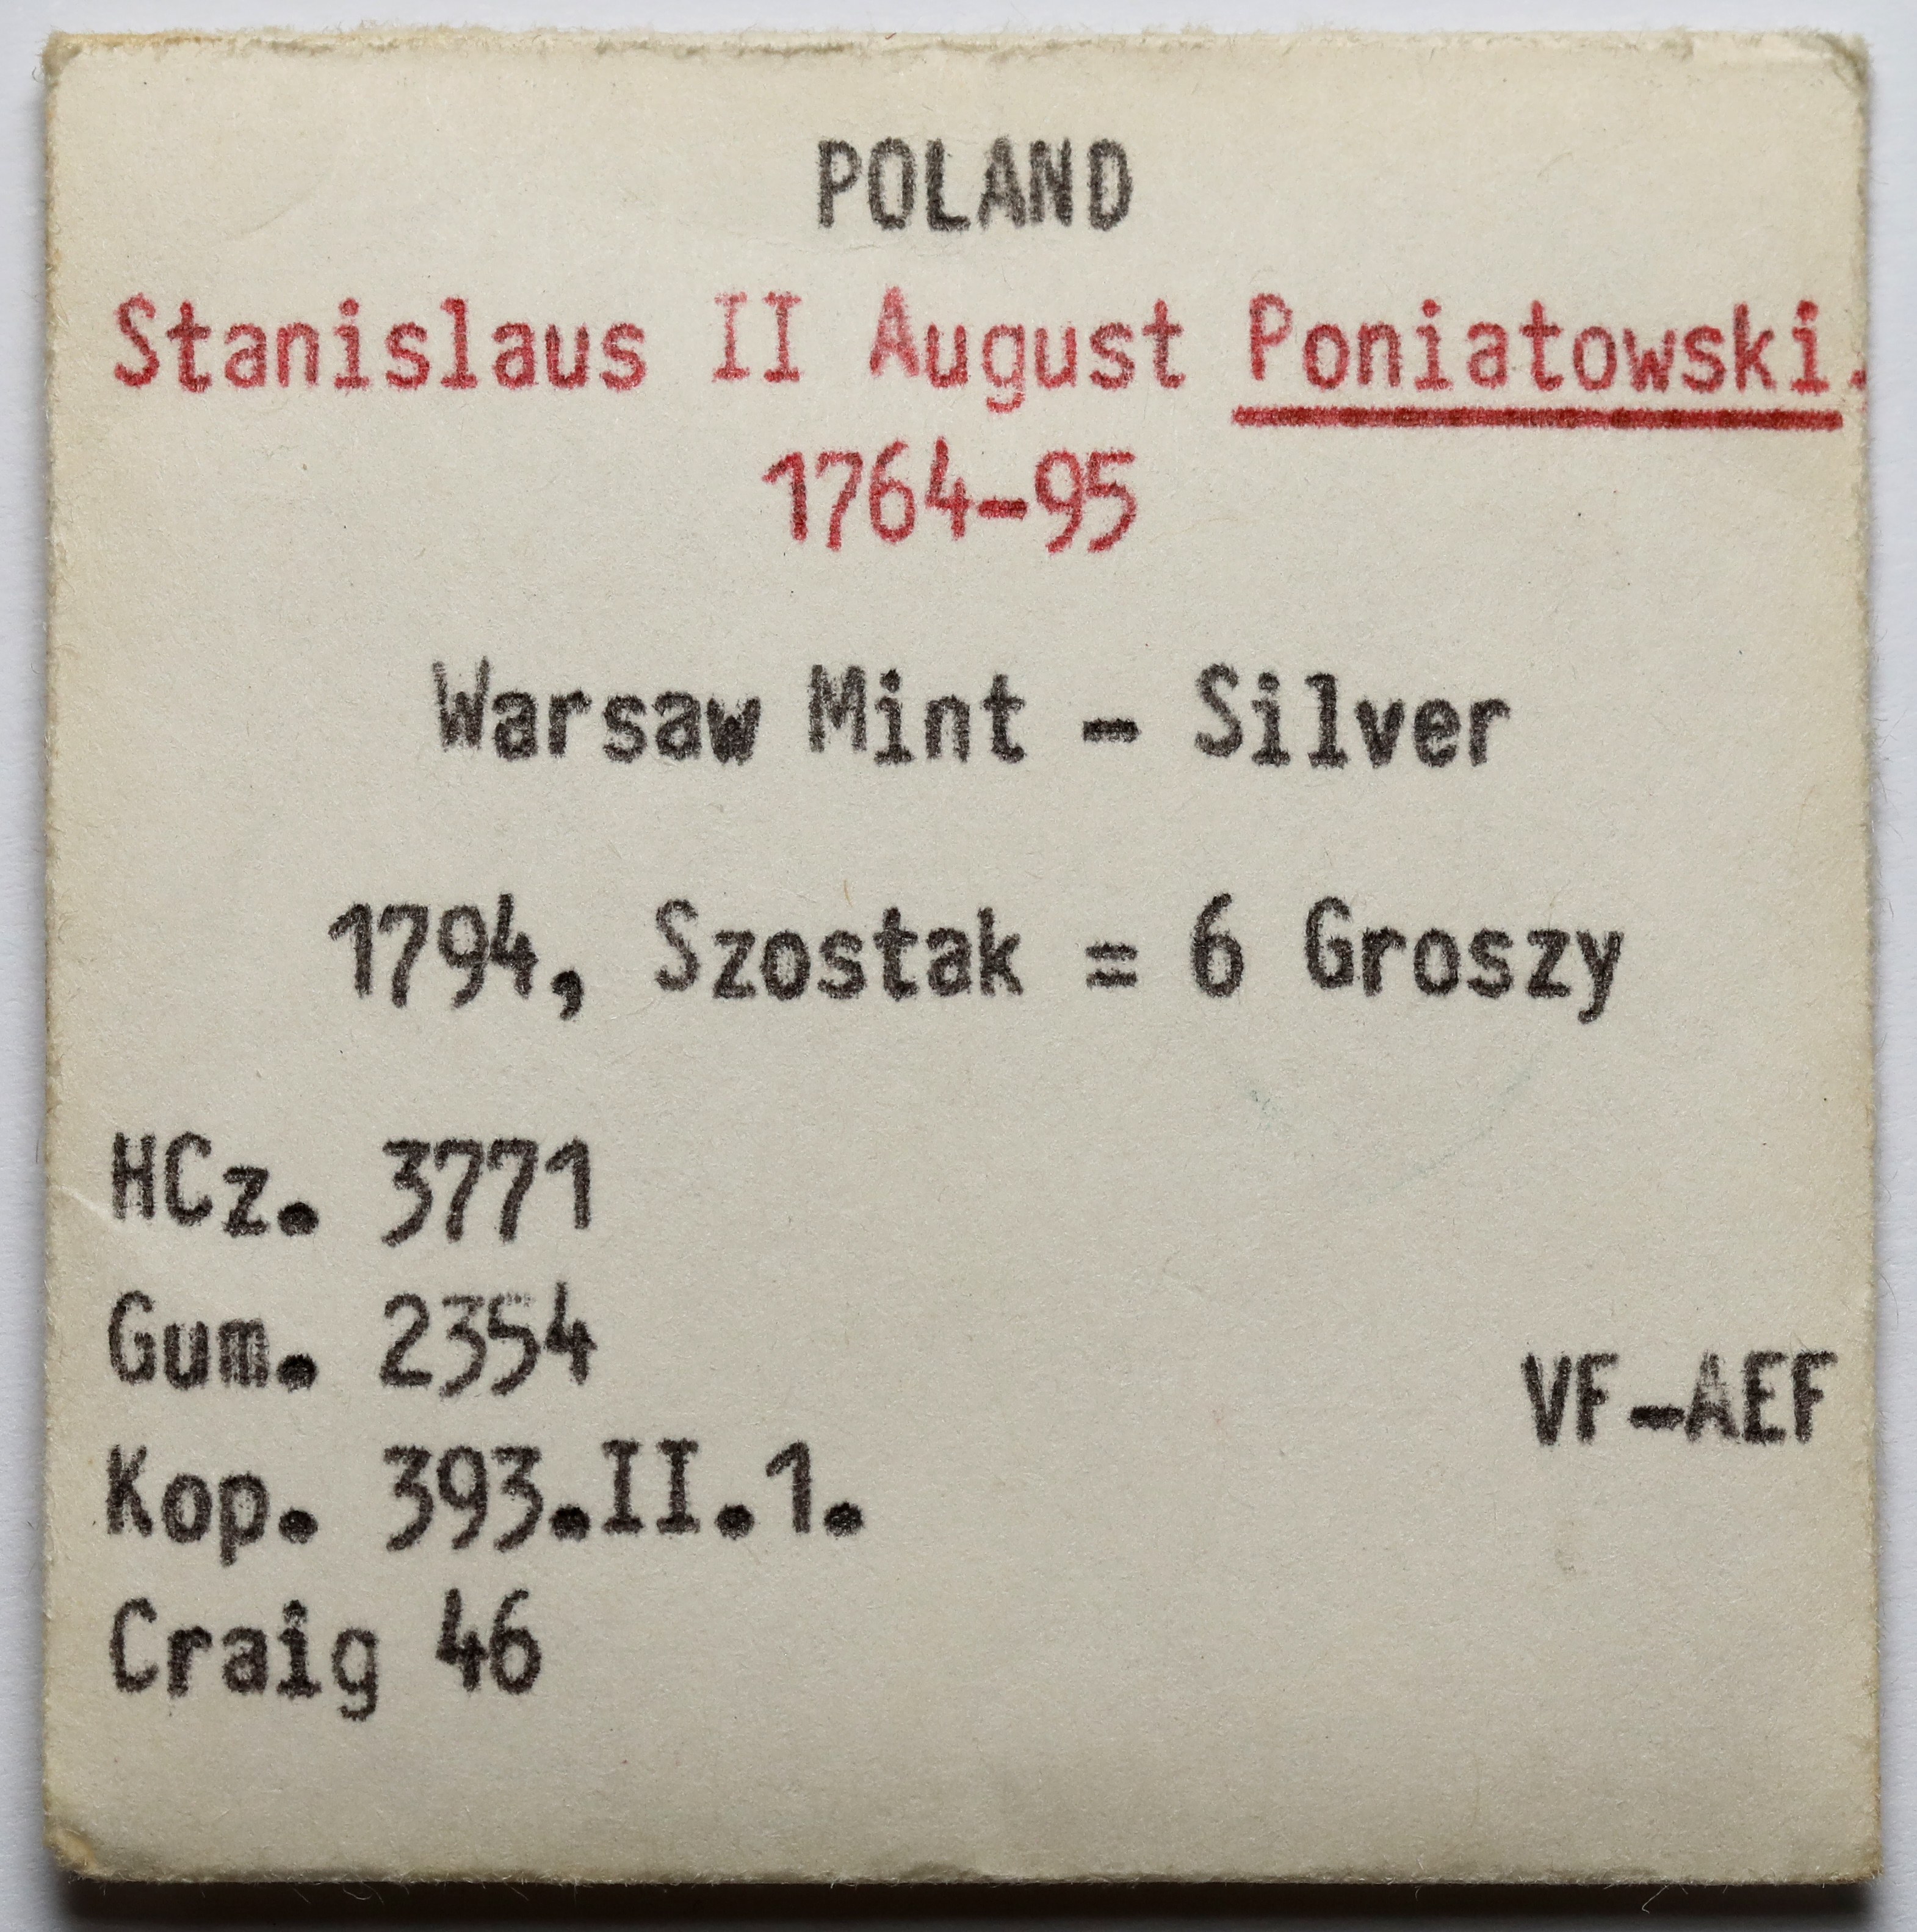 POLAND
Stanislaus II August Poniatowski.
1764-95
Warsaw Mint - Silver
1794, Szostak = 6 Groszy
HCz. 3771
Gum. 2354
VF-AEF
Kop. 393.II.1.
Craig 46